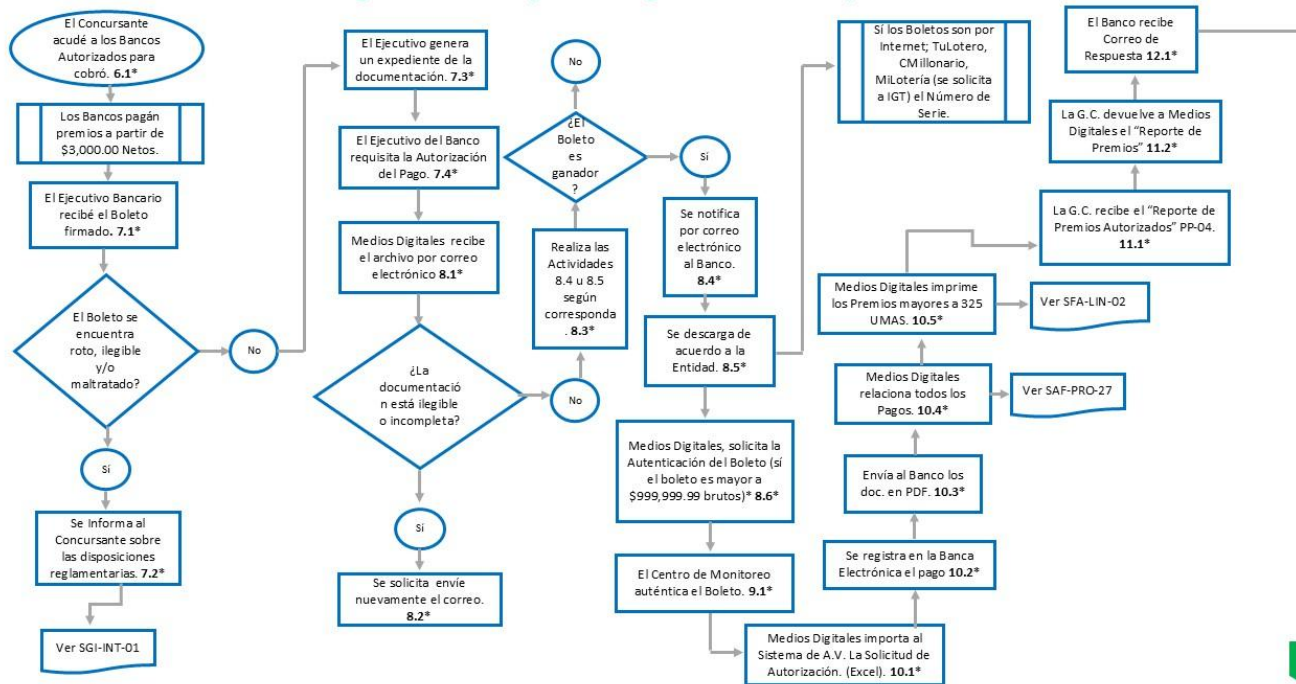 El Concursante
acudé a los Bancos
Autorizados para
cobró. 6.1*
Los Bancos pagán
premios a partir de
$3,000.00 Netos.
El Ejecutivo Bancario
recibé el Boleto
firmado. 7.1*
El Boleto se
encuentra
roto, ilegible
y/o
maltratado?
No
Sí
Se Informa al
Concursante sobre
las disposiciones
reglamentarias. 7.2*
Ver SGI-INT-01
El Ejecutivo genera
un expediente de la
documentación. 7.3*
El Ejecutivo del Banco
requisita la Autorización
del Pago. 7.4*
Medios Digitales recibe
el archivo por correo
electrónico 8.1*
¿La
documentació
n está ilegible
o incompleta?
No
Sí
Se solicita envíe
nuevamente el correo.
8.2*
Realiza las
Actividades
8.4 u 8.5
según
corresponda
. 8.3*
¿El
Boleto
es
ganador
?
No
Sí
Se notifica
por correo
electrónico
al Banco.
8.4*
Se descarga de
acuerdo a la
Entidad. 8.5*
Sí los Boletos son por
Internet; TuLotero,
CMillonario,
MiLotería (se solicita
a IGT) el Número de
Serie.
Medios Digitales, solicita la
Autenticación del Boleto (sí
el boleto es mayor a
$999,999.99 brutos)* 8.6*
El Centro de Monitoreo
auténtica el Boleto. 9.1*
Medios Digitales importa al
Sistema de A.V. La Solicitud de
Autorización. (Excel). 10.1*
Se registra en la Banca
Electrónica el pago 10.2*
Envía al Banco los
doc. en PDF. 10.3*
Medios Digitales
relaciona todos los
Pagos. 10.4*
Ver SAF-PRO-27
Medios Digitales imprime
los Premios mayores a 325
UMAS. 10.5*
Ver SFA-LIN-02
La G.C. recibe el “Reporte de
Premios Autorizados” PP-04.
11.1*
La G.C. devuelve a Medios
Digitales el “Reporte de
Premios” 11.2*
El Banco recibe
Correo de
Respuesta 12.1*